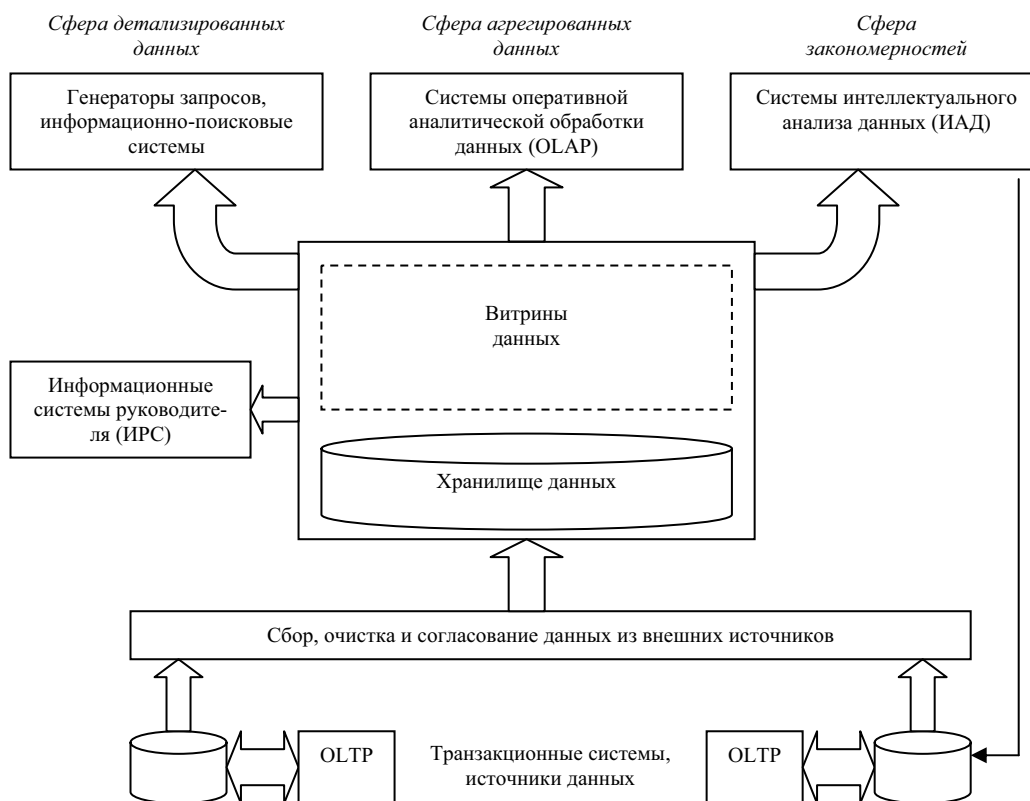 Сфера детализированных
данных
Сфера агрегированных
данных
Сфера
закономерностей
Генераторы запросов,
информационно-поисковые
системы
Системы оперативной
аналитической обработки
данных (OLAP)
Системы интеллектуального
анализа данных (ИАД)
Витрины
данных
Информационные
системы руководите-
ля (ИРС)
Хранилище данных
Сбор, очистка и согласование данных из внешних источников
OLTP
Транзакционные системы,
источники данных
OLTP